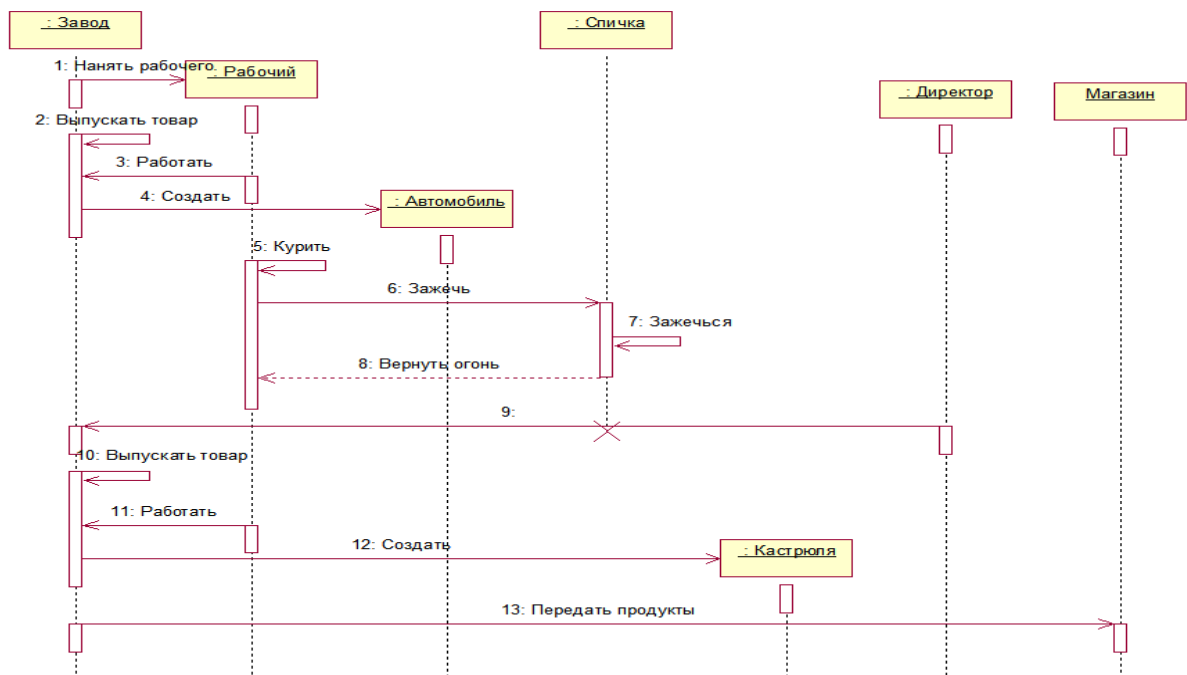 : Завод
: Спичка
1: Нанять рабочего.
: Рабочий
: Директор
Магазин
2: Выпускать товар
3: Работать
4: Создать
: Автомобиль
5: Курить
6: Зажечь
7: Зажечься
8: Вернуть огонь
9:
10: Выпускать товар
11: Работать
12: Создать
: Кастрюля
13: Передать продукты